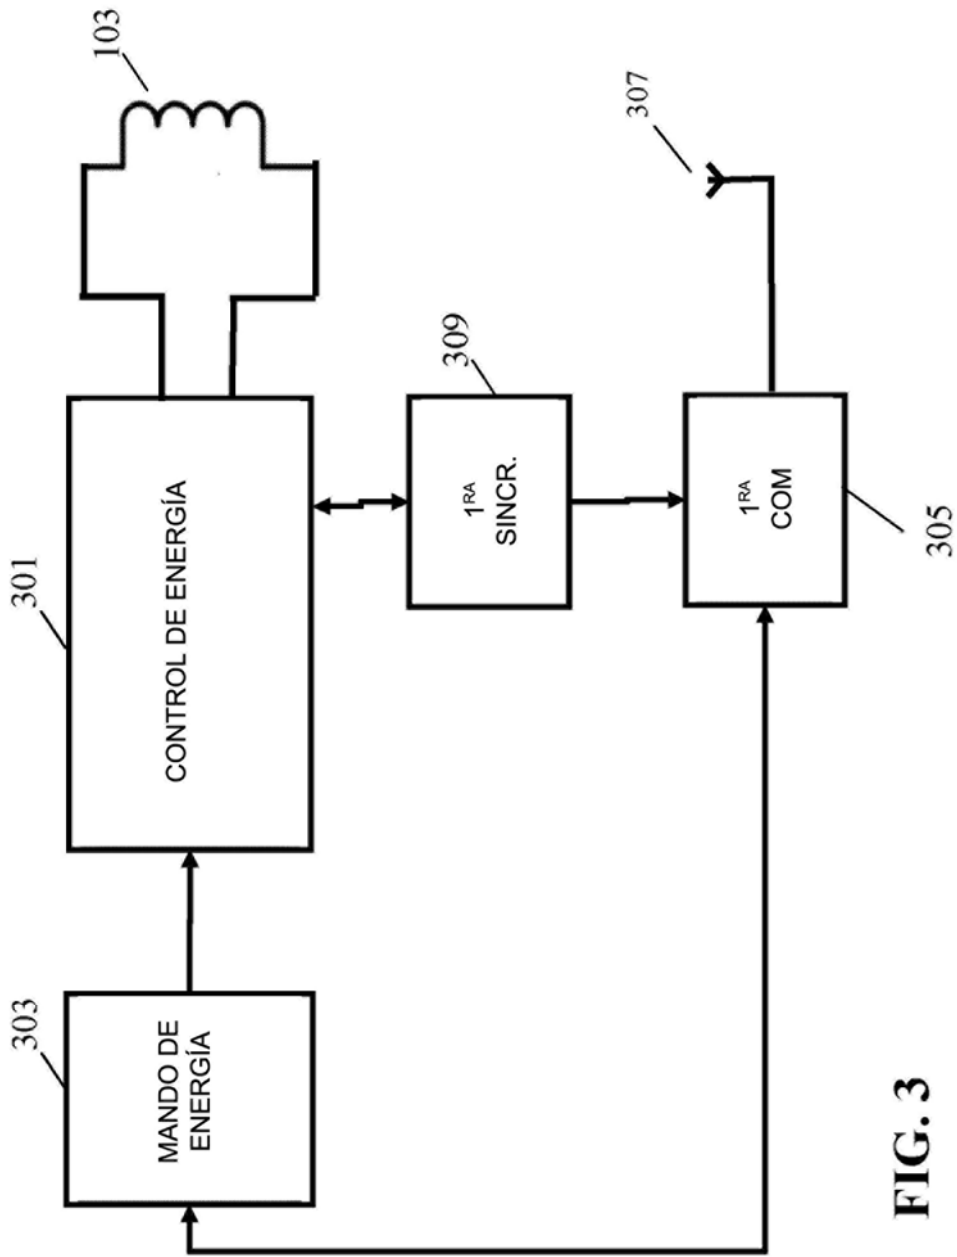 303
MANDO DE
ENERGÍA
301
CONTROL DE ENERGÍA
103
309
1RA
SINCR.
307
1RA
COM
305
FIG. 3